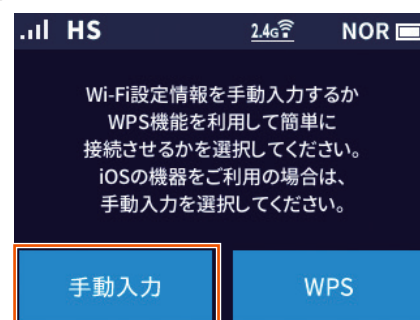 HS 2.4G NOR
Wi-Fi設定情報を手動入力するか
WPS機能を利用して簡単に
接続させるかを選択してください。
iOSの機器をご利用の場合は、
手動入力を選択してください。
手動入力 WPS